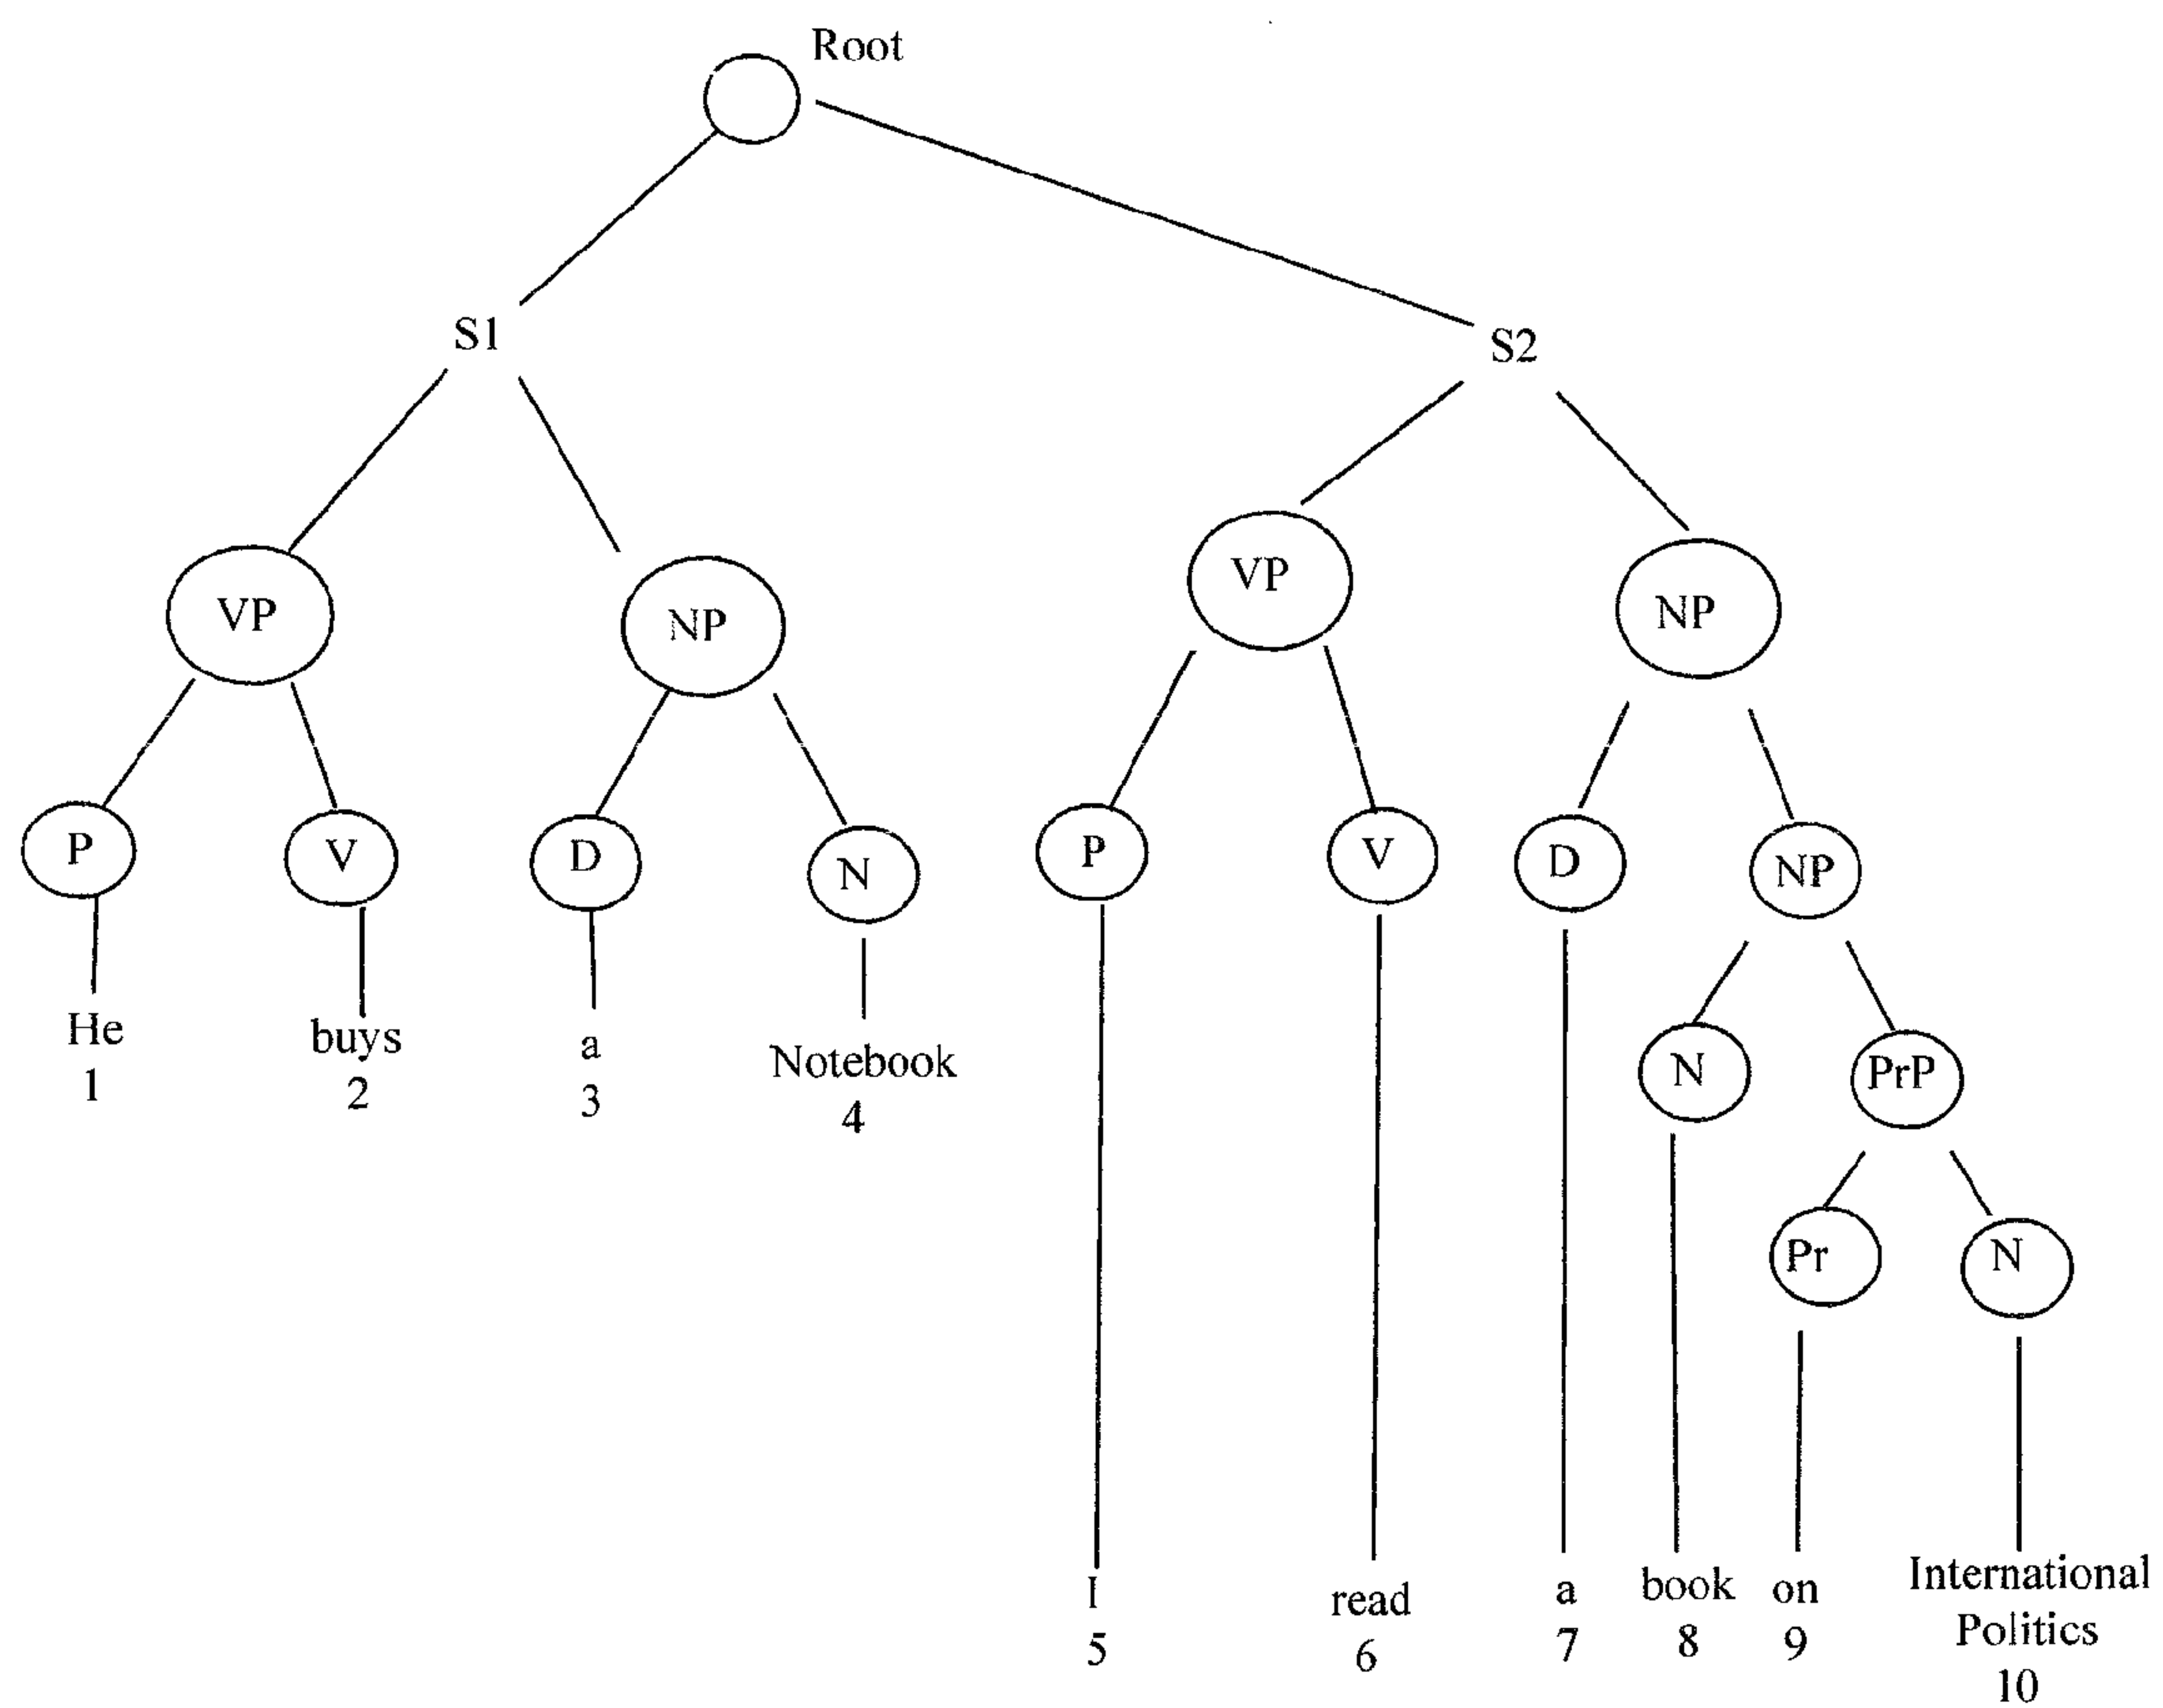 Root
S1
S2
VP
NP
VP
NP
P
V
D
N
P
V
D
NP
N
PrP
He
1
buys
2
a
3
Notebook
4
Pr
N
I
5
read
6
a
7
book
8
on
9
International
Politics
10